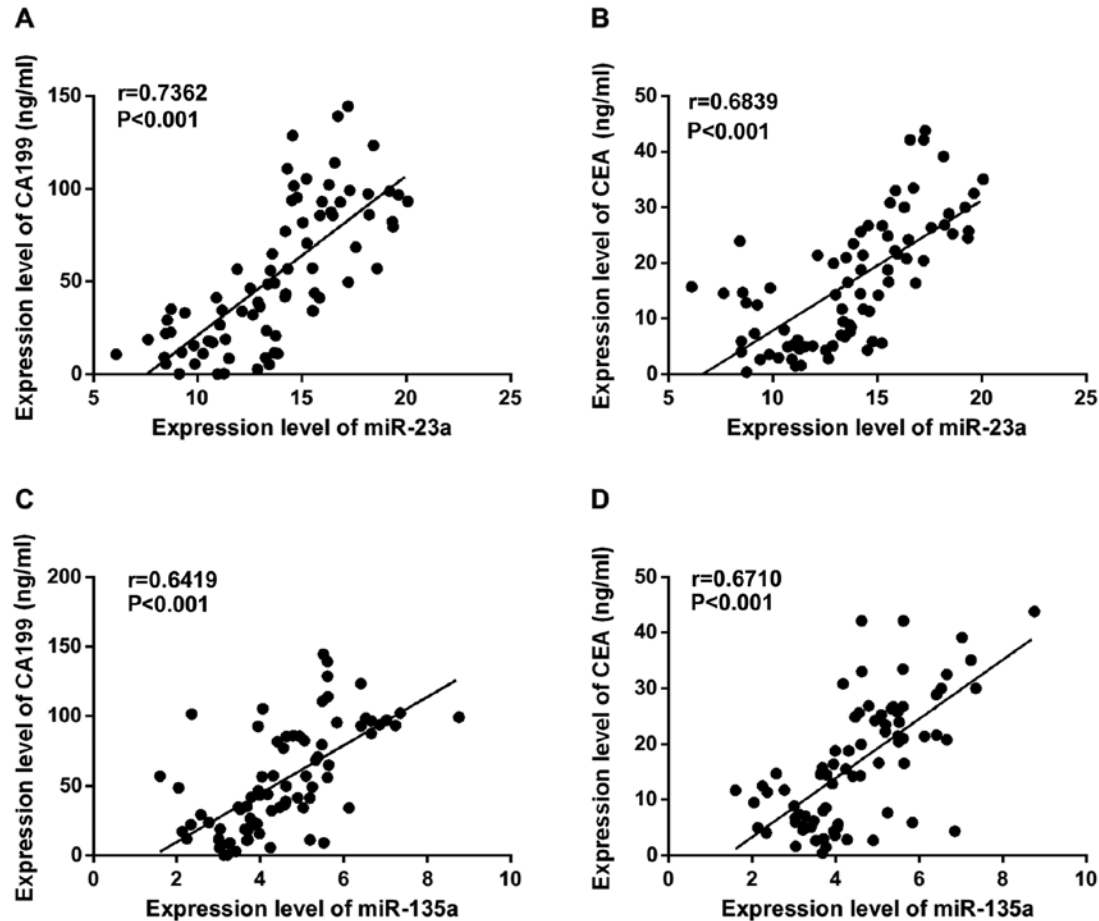 A
Expression level of CA199 (ng/ml)
r=0.7362
P<0.001
150
100
50
0
5
10
15
20
25
Expression level of miR-23a
B
Expression level of CEA (ng/ml)
r=0.6839
P<0.001
50
40
30
20
10
0
5
10
15
20
25
Expression level of miR-23a
C
Expression level of CA199 (ng/ml)
r=0.6419
P<0.001
200
150
100
50
0
0
2
4
6
8
10
Expression level of miR-135a
D
Expression level of CEA (ng/ml)
r=0.6710
P<0.001
50
40
30
20
10
0
0
2
4
6
8
10
Expression level of miR-135a